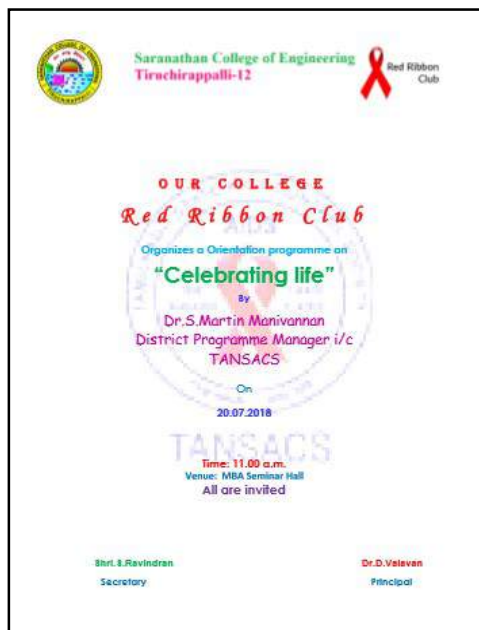 Saranathan College of Engineering
Tiruchirappalli-12
Red Ribbon
Club
OUR COLLEGE
Red Ribbon Club
Organizes a Orientation programme on
“Celebrating life”
By
Dr.S.Martin Manivannan
District Programme Manager i/c
TANSACS
On
20.07.2018
TANSACS
Time: 11.00 a.m.
Venue: MBA Seminar Hall
All are invited
Shri.S.Ravindran
Dr.D.Valavan
Secretary
Principal